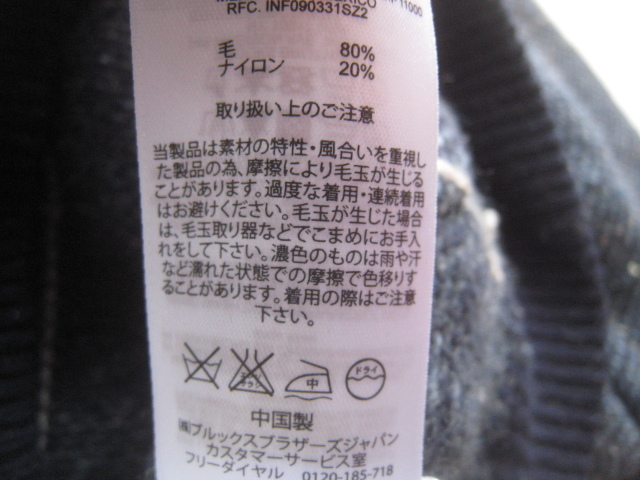 RFC. INF090331SZ2
毛 80%
ナイロン 20%
取り扱い上のご注意
当製品は素材の特性・風合いを重視し
た製品の為、摩擦により毛玉が生じる
ことがあります。過度な着用・連続着用
はお避けください。毛玉が生じた場合
は、毛玉取り器などでこまめにお手入
れをして下さい。濃色のものは雨や汗
など濡れた状態での摩擦で色移りす
ることがあります。着用の際はご注意
下さい。
中 ドライ
中国製
㈱ブルックスブラザーズジャパン
カスタマーサービス室
フリーダイヤル 0120-185-718